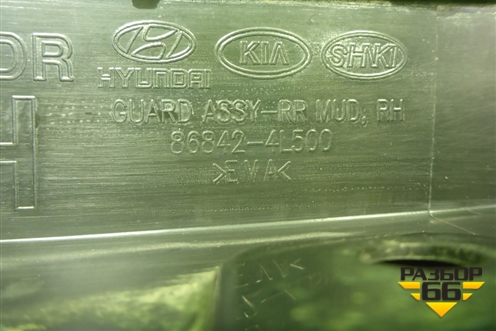 DR
HYUNDAI
KIA
SHKI
GUARD ASSY-RR MUD, RH
86842-4L500
>EVA<
H
РАЗБОР
66